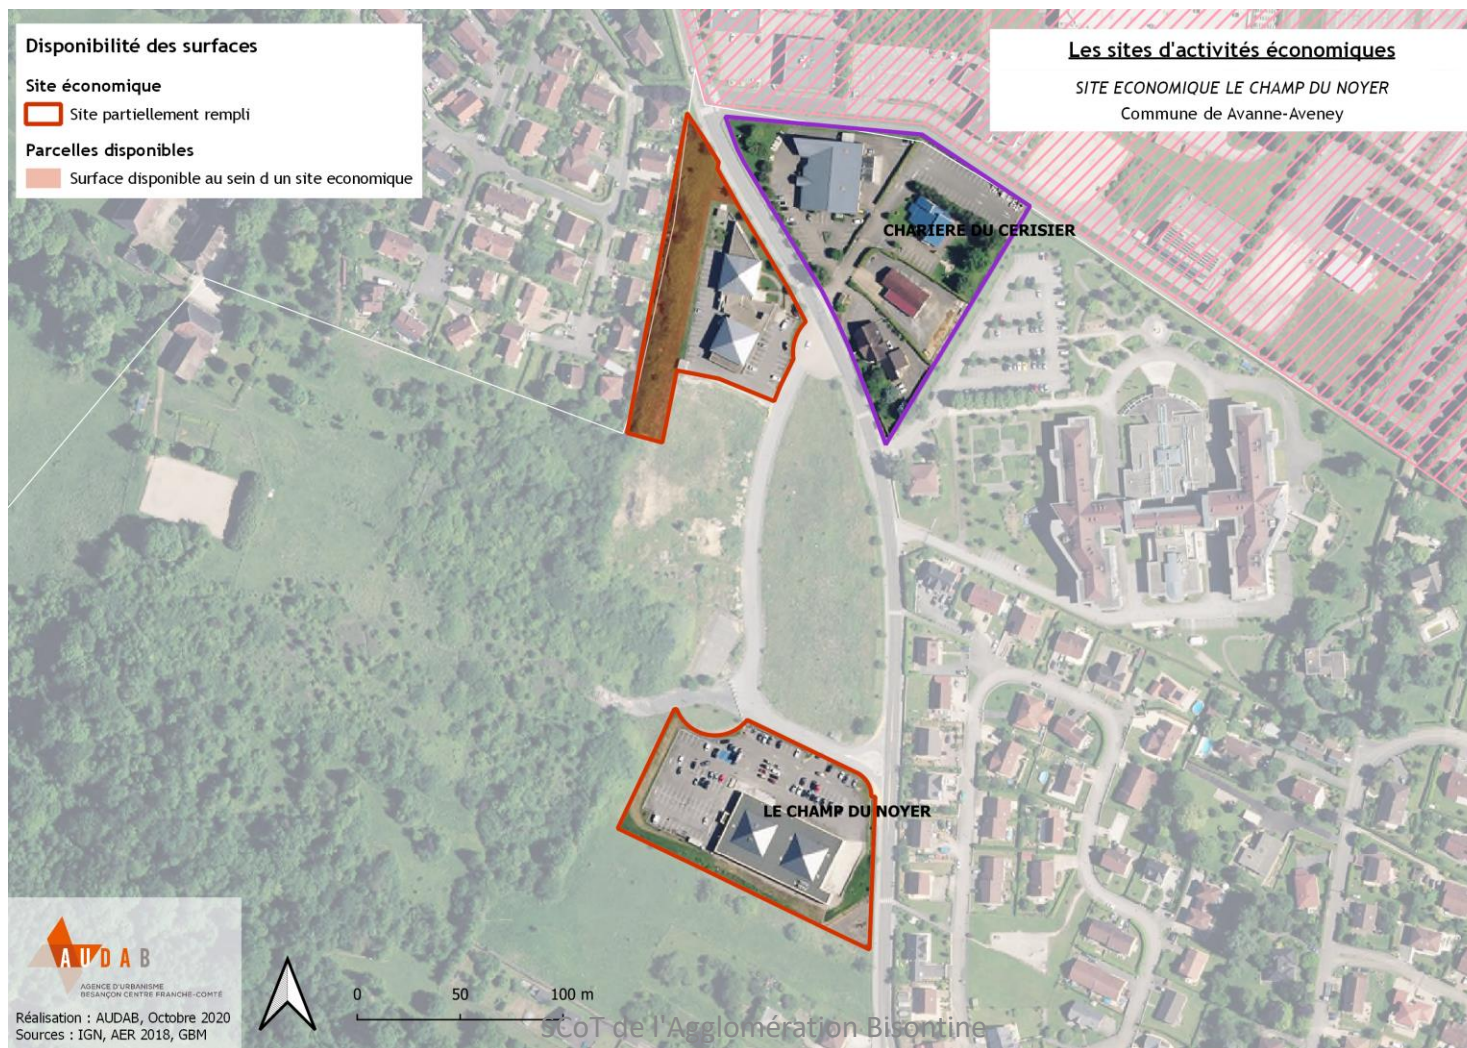 Disponibilité des surfaces
Site économique
Site partiellement rempli
Parcelles disponibles
Surface disponible au sein d un site economique
Les sites d'activités économiques
SITE ECONOMIQUE LE CHAMP DU NOYER
Commune de Avanne-Aveney
CHARIERE DU CERISIER
LE CHAMP DU NOYER
AUDAB
AGENCE D'URBANISME
BESANÇON CENTRE FRANCHE-COMTÉ
Réalisation : AUDAB, Octobre 2020
Sources : IGN, AER 2018, GBM
0 50 100 m
SCoT de l'Agglomération Bisontine